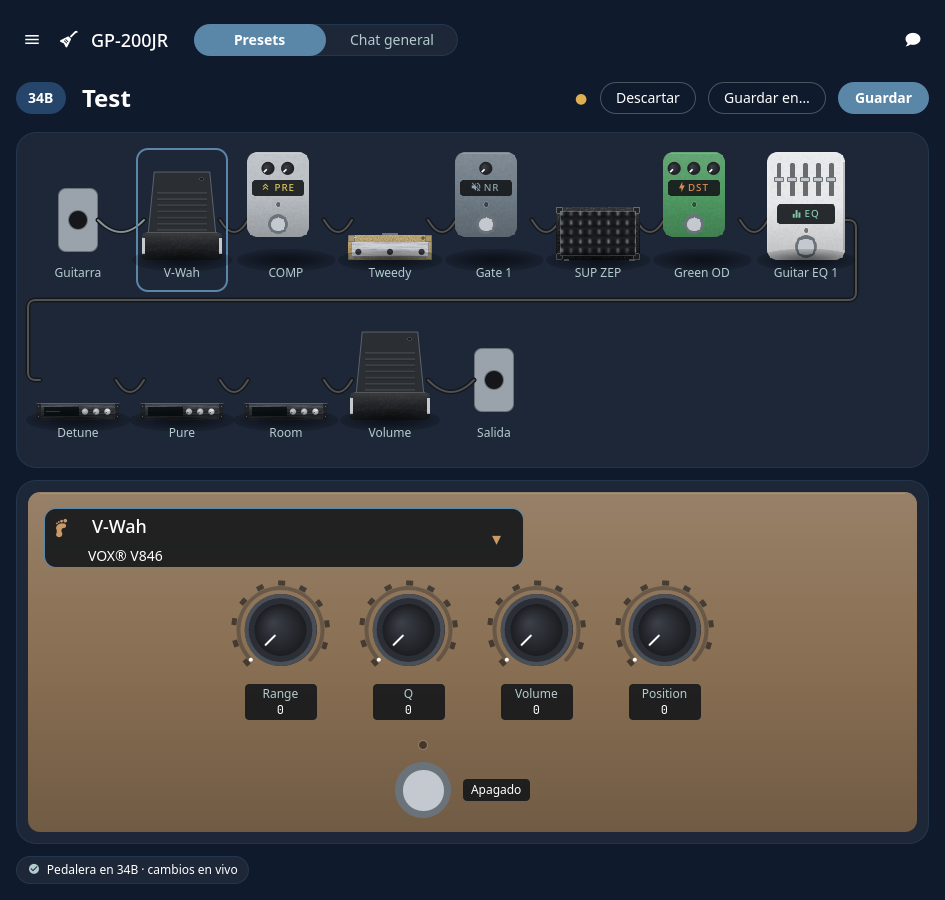 GP-200JR
Presets
Chat general
34B
Test
Descartar
Guardar en...
Guardar
PRE
NR
DST
EQ
Guitarra
V-Wah
COMP
Tweedy
Gate 1
SUP ZEP
Green OD
Guitar EQ 1
Detune
Pure
Room
Volume
Salida
V-Wah
VOX® V846
▼
Range
Q
Volume
Position
0
0
0
0
Apagado
Pedalera en 34B · cambios en vivo